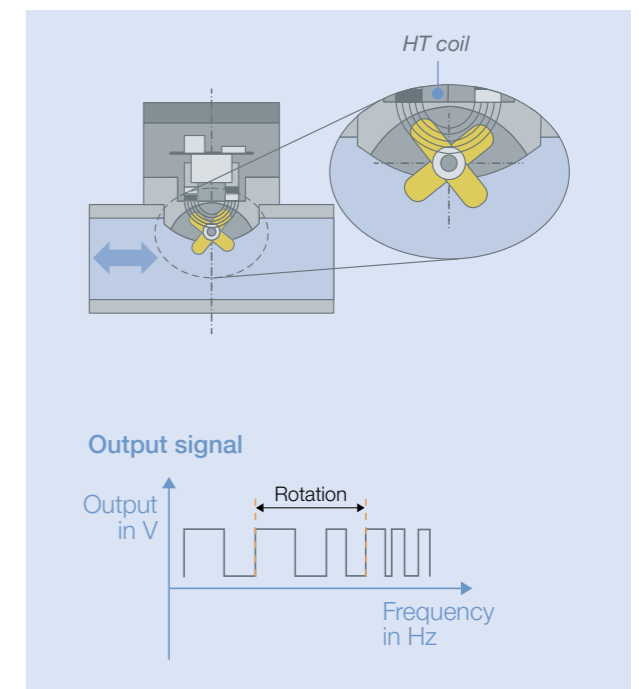 HT coil
Output signal
Output
in V
Rotation
Frequency
in Hz